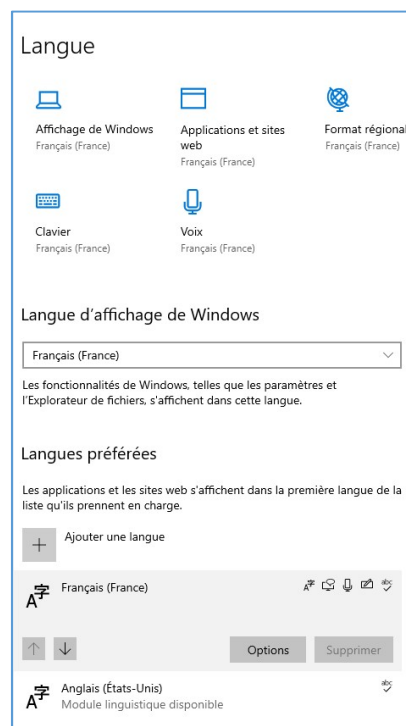 Langue
Affichage de Windows
Français (France)
Applications et sites
web
Français (France)
Format régional
Français (France)
Clavier
Français (France)
Voix
Français (France)
Langue d'affichage de Windows
Français (France)
Les fonctionnalités de Windows, telles que les paramètres et
l'Explorateur de fichiers, s'affichent dans cette langue.
Langues préférées
Les applications et les sites web s'affichent dans la première langue de la
liste qu'ils prennent en charge.
Ajouter une langue
Français (France)
Options
Supprimer
Anglais (États-Unis)
Module linguistique disponible